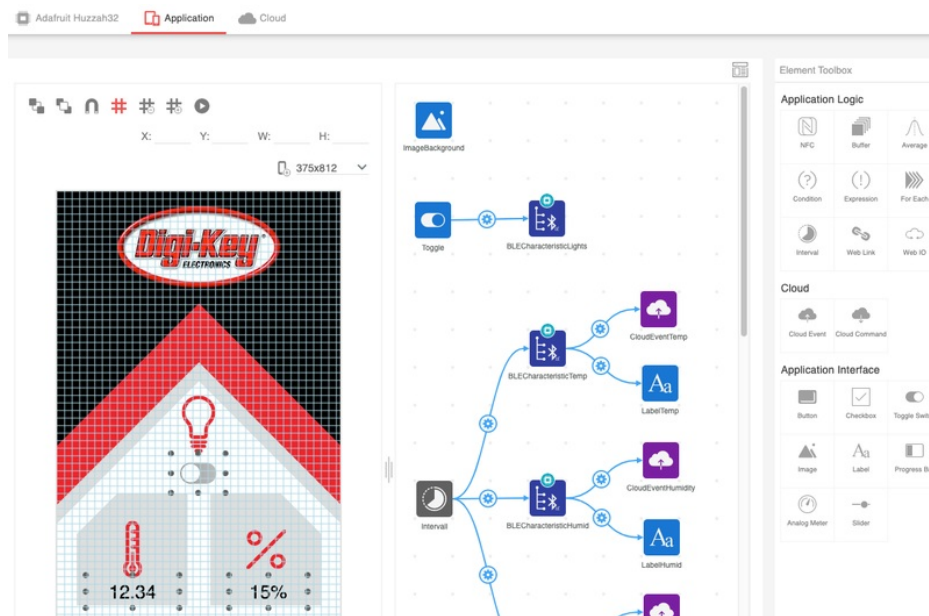 Adafruit Huzzah32
Application
Cloud
Element Toolbox
X: Y: W: H:
375x812
Digi-Key
ELECTRONICS
12.34
15%
ImageBackground
Toggle
BLECharacteristicLights
CloudEventTemp
BLECharacteristicTemp
LabelTemp
CloudEventHumidity
Interval1
BLECharacteristicHumid
LabelHumid
Application Logic
NFC
Buffer
Average
Condition
Expression
For Each
Interval
Web Link
Web IO
Cloud
Cloud Event
Cloud Command
Application Interface
Button
Checkbox
Toggle Swit
Image
Label
Progress B
Analog Meter
Slider